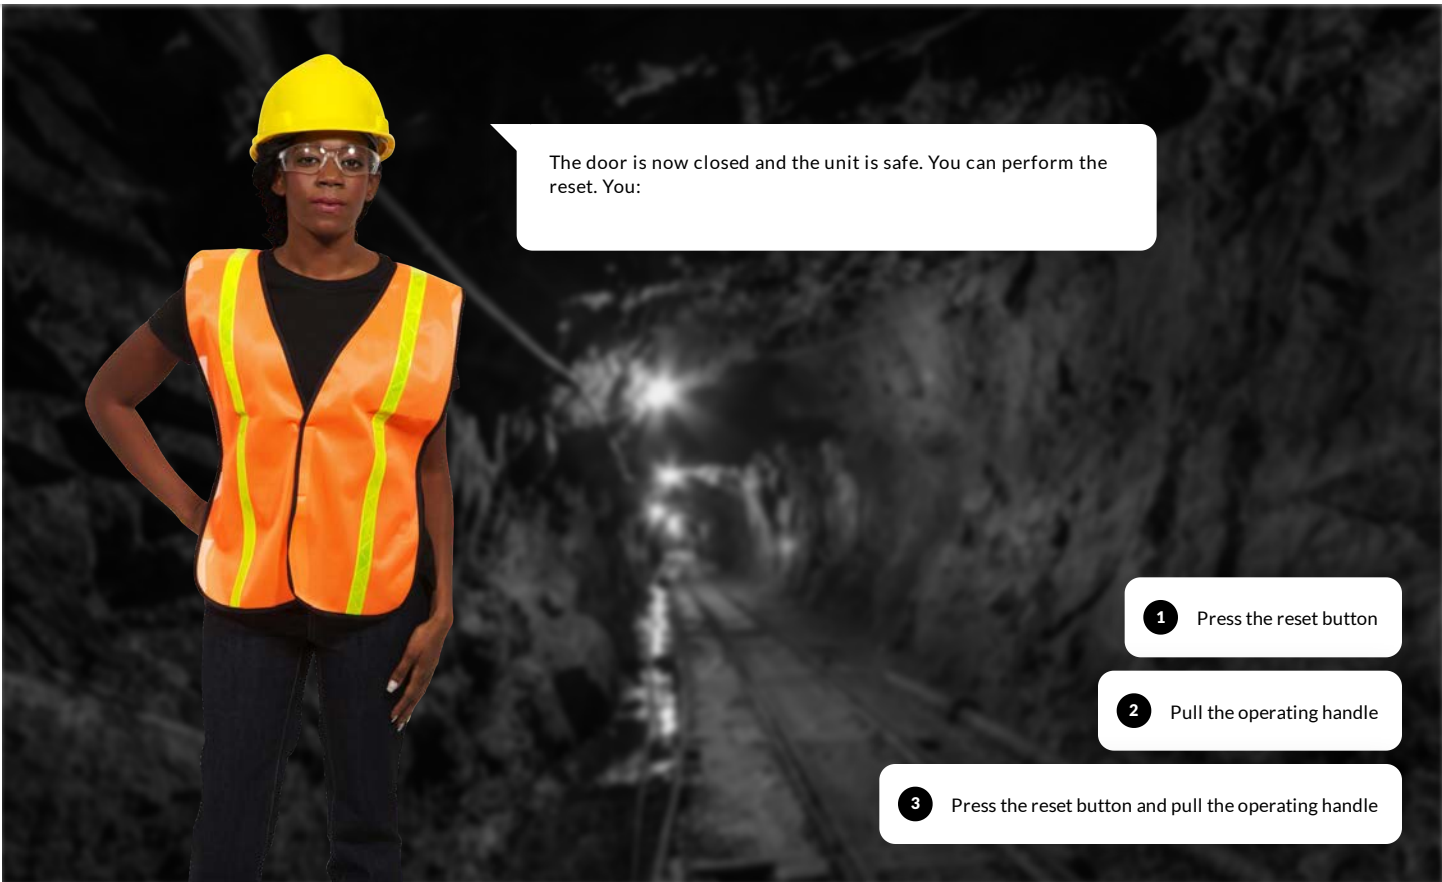 The door is now closed and the unit is safe. You can perform the
reset. You:
1 Press the reset button
2 Pull the operating handle
3 Press the reset button and pull the operating handle